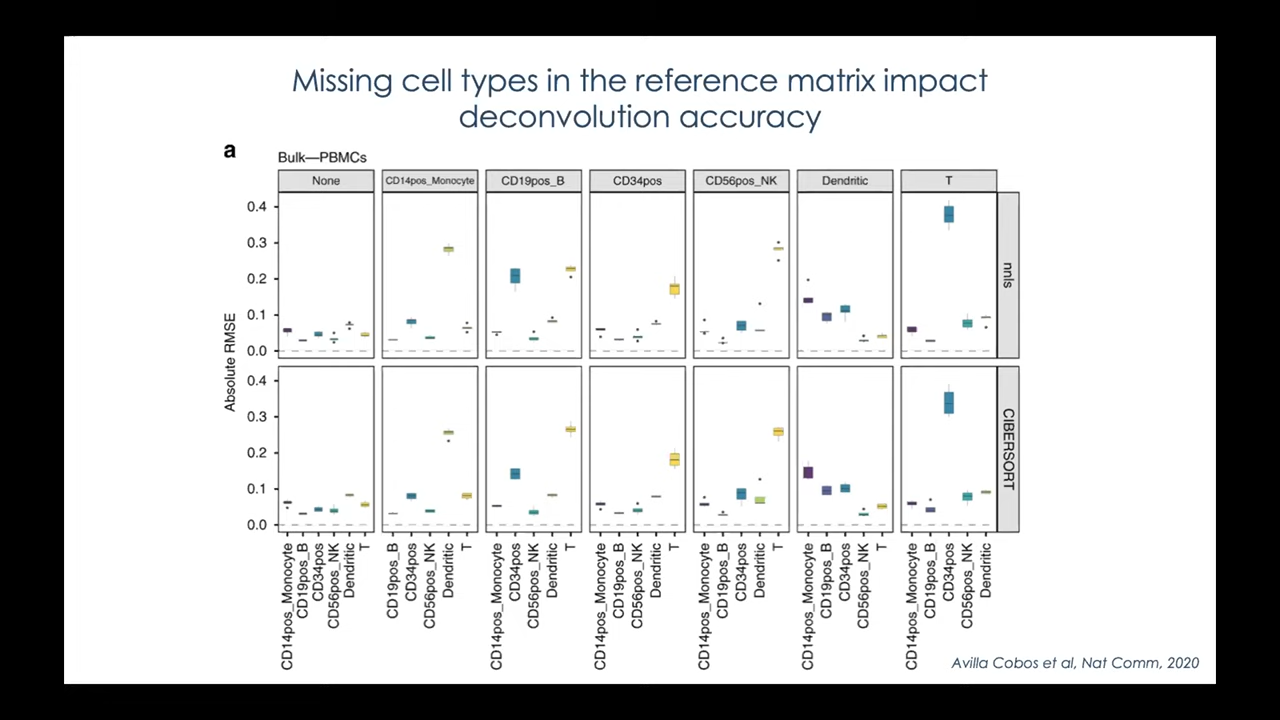 Missing cell types in the reference matrix impact
deconvolution accuracy
a
Bulk—PBMCs
None CD14pos_Monocyte CD19pos_B CD34pos CD56pos_NK Dendritic T
0.4
0.3
0.2
0.1
0.0
nnls
Absolute RMSE
0.4
0.3
0.2
0.1
0.0
CIBERSORT
CD14pos_Monocyte CD19pos_B CD34pos CD56pos_NK Dendritic T
CD19pos_B CD34pos CD56pos_NK Dendritic T
CD14pos_Monocyte CD34pos CD56pos_NK Dendritic T
CD14pos_Monocyte CD19pos_B CD56pos_NK Dendritic T
CD14pos_Monocyte CD19pos_B CD34pos Dendritic T
CD14pos_Monocyte CD19pos_B CD34pos CD56pos_NK T
CD14pos_Monocyte CD19pos_B CD34pos CD56pos_NK Dendritic
Avilla Cobos et al, Nat Comm, 2020